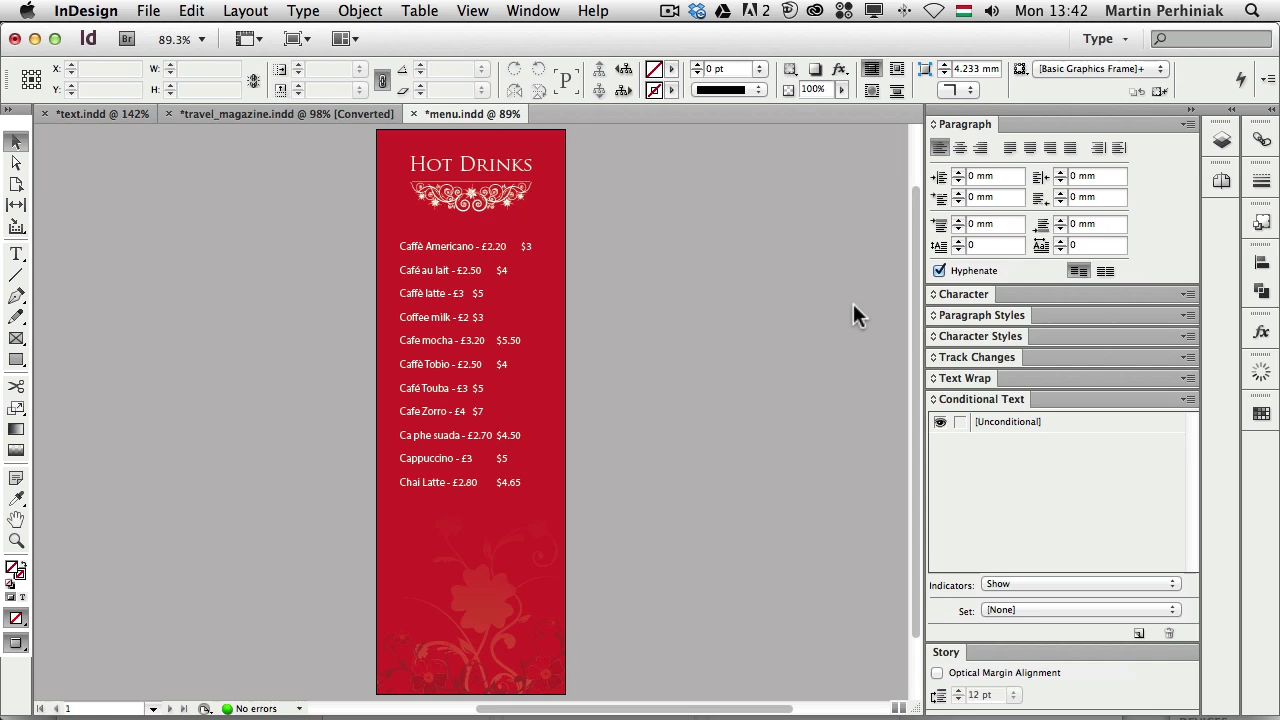 InDesign File Edit Layout Type Object Table View Window Help 2 Mon 13:42 Martin Perhiniak
Id Br 89.3% Type
X: W: 0 pt 4.233 mm [Basic Graphics Frame]+
Y: H: P 100% fx.
*text.indd @ 142% *travel_magazine.indd @ 98% [Converted] *menu.indd @ 89%
Hot Drinks
Caffè Americano - £2.20 $3
Café au lait - £2.50 $4
Caffè latte - £3 $5
Coffee milk - £2 $3
Cafe mocha - £3.20 $5.50
Caffè Tobio - £2.50 $4
Café Touba - £3 $5
Cafe Zorro - £4 $7
Ca phe suada - £2.70 $4.50
Cappuccino - £3 $5
Chai Latte - £2.80 $4.65
Paragraph
0 mm 0 mm
0 mm 0 mm
0 mm 0 mm
0 0
Hyphenate
Character
Paragraph Styles
Character Styles
Track Changes
Text Wrap
Conditional Text
[Unconditional]
Indicators: Show
Set: [None]
Story
Optical Margin Alignment
12 pt
1 No errors